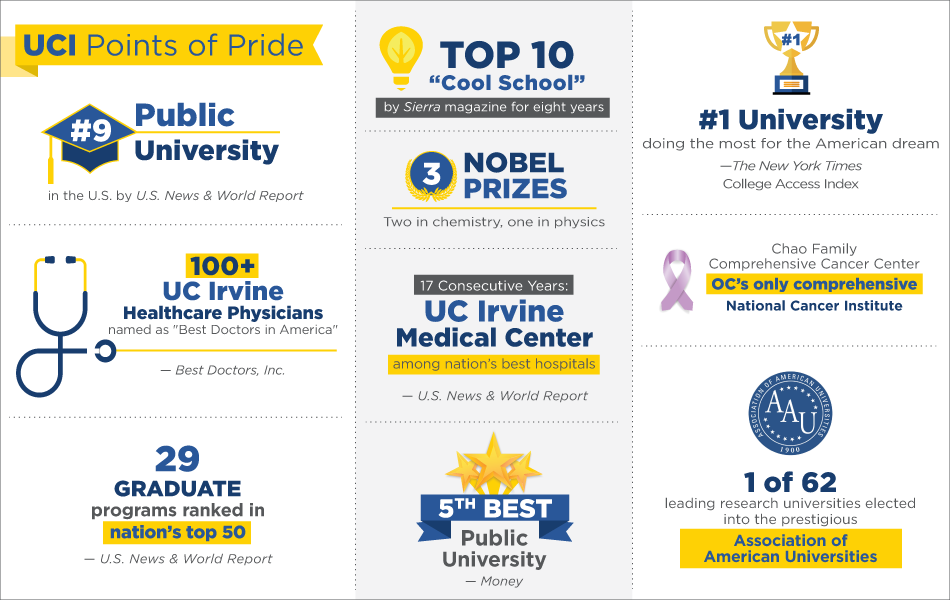 UCI Points of Pride
#9
Public
University
in the U.S. by U.S. News & World Report
100+
UC Irvine
Healthcare Physicians
named as "Best Doctors in America"
— Best Doctors, Inc.
29
GRADUATE
programs ranked in
nation's top 50
— U.S. News & World Report
TOP 10
“Cool School”
by Sierra magazine for eight years
3
NOBEL
PRIZES
Two in chemistry, one in physics
17 Consecutive Years:
UC Irvine
Medical Center
among nation's best hospitals
— U.S. News & World Report
5TH BEST
Public
University
— Money
#1
#1 University
doing the most for the American dream
—The New York Times
College Access Index
Chao Family
Comprehensive Cancer Center
OC's only comprehensive
National Cancer Institute
ASSOCIATION OF AMERICAN UNIVERSITIES
AAU
1900
1 of 62
leading research universities elected
into the prestigious
Association of
American Universities